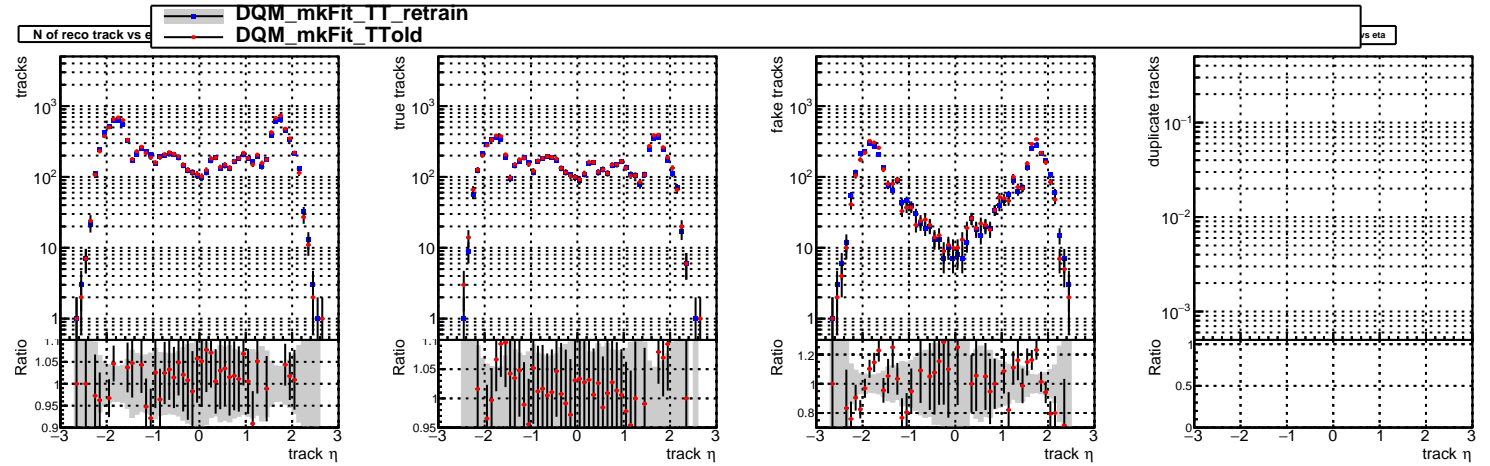 DQM_mkFit_TT_retrain
DQM_mkFit_TTold
N of reco track vs e
vs eta
tracks
10³
10²
10
1
Ratio
1.1
1.05
1
0.95
0.9
−3 −2 −1 0 1 2 3
track η
true tracks
10³
10²
10
1
Ratio
1.1
1.05
1
0.95
−3 −2 −1 0 1 2 3
track η
fake tracks
10³
10²
10
1
Ratio
1.2
1
0.8
−3 −2 −1 0 1 2 3
track η
duplicate tracks
10⁻¹
10⁻²
10⁻³
Ratio
1
0.5
0
−3 −2 −1 0 1 2 3
track η